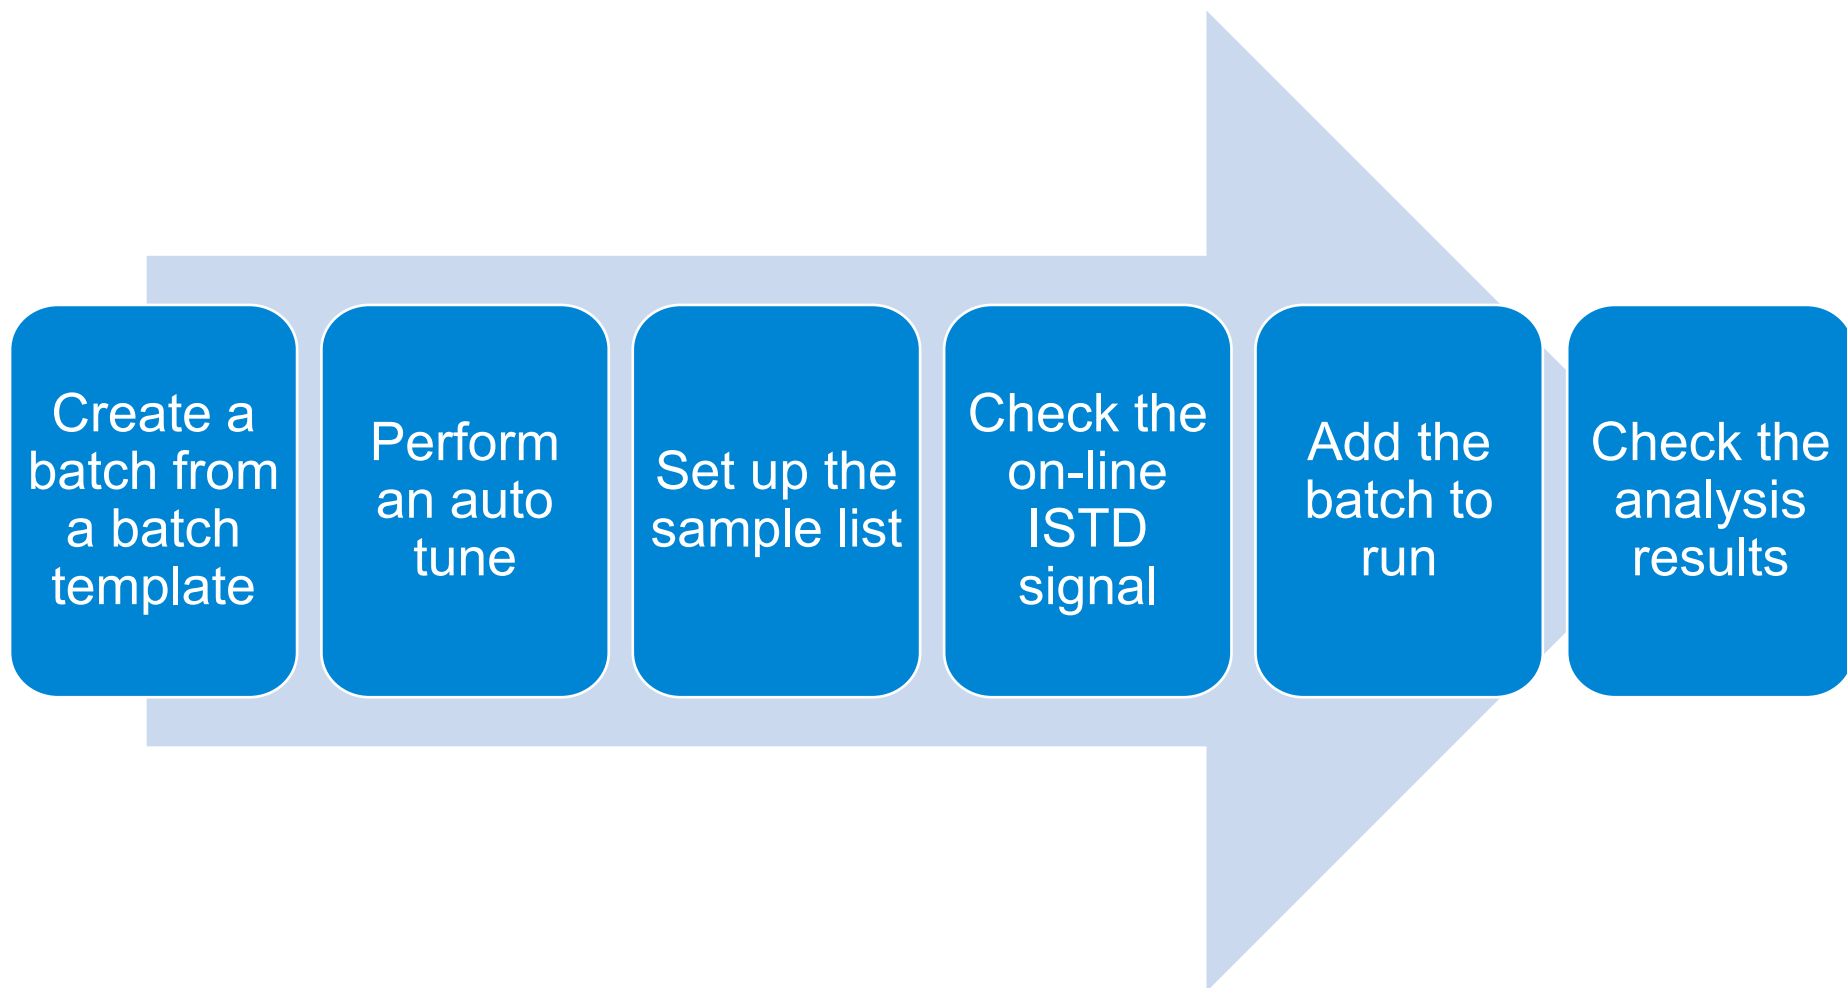 Create a
batch from
a batch
template
Perform
an auto
tune
Set up the
sample list
Check the
on-line
ISTD
signal
Add the
batch to
run
Check the
analysis
results